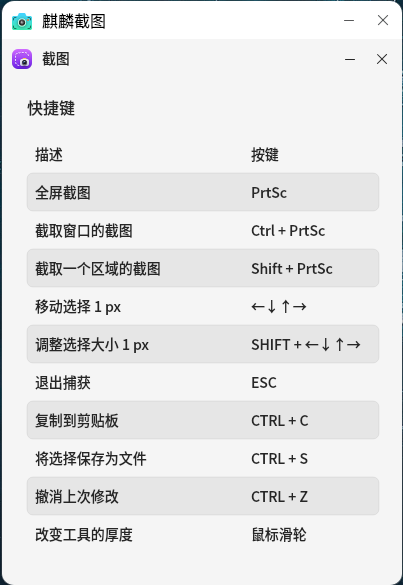 麒麟截图
截图
快捷键
描述 按键
全屏截图 PrtSc
截取窗口的截图 Ctrl + PrtSc
截取一个区域的截图 Shift + PrtSc
移动选择 1 px ←↓↑→
调整选择大小 1 px SHIFT + ←↓↑→
退出捕获 ESC
复制到剪贴板 CTRL + C
将选择保存为文件 CTRL + S
撤消上次修改 CTRL + Z
改变工具的厚度 鼠标滑轮